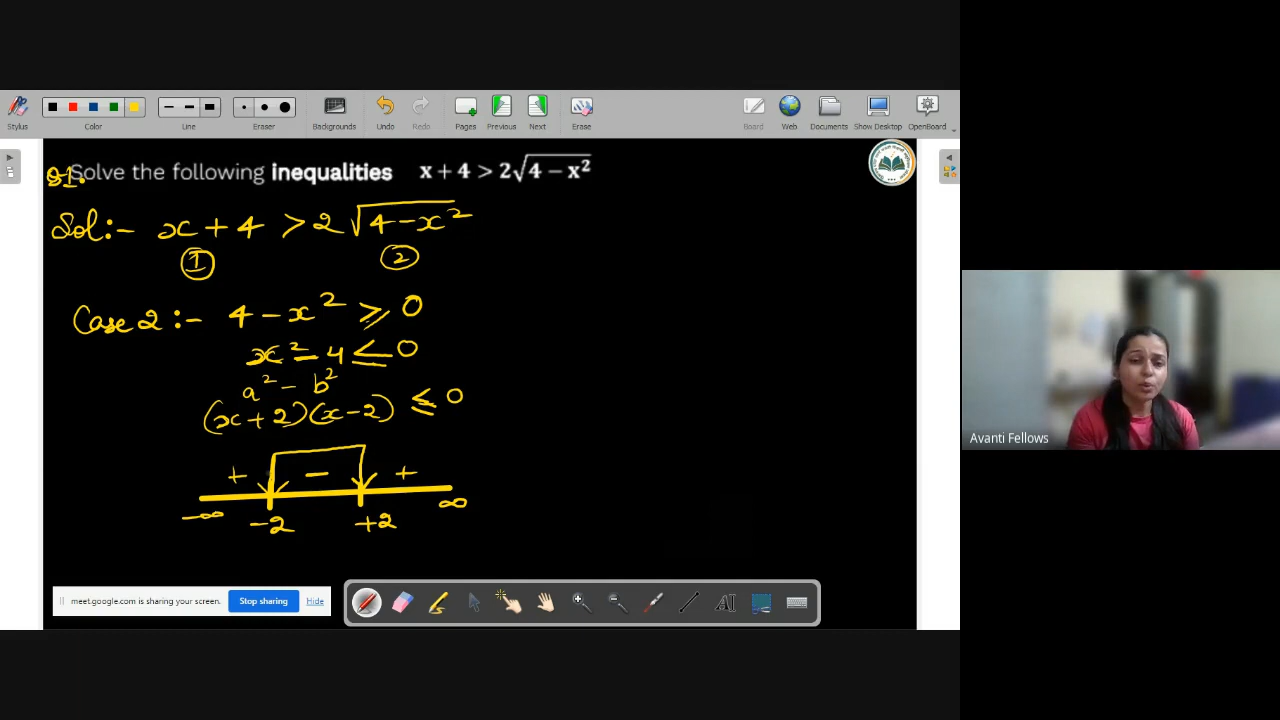 Stylus Color Line Eraser Backgrounds Undo Redo Pages Previous Next Erase Board Web Documents Show Desktop OpenBoard
Q1. Solve the following inequalities x + 4 > 2√(4 − x²)
Sol:- x + 4 > 2 √(4 − x²)
① ②
Case 2 :- 4 − x² ≥ 0
x² − 4 ≤ 0
a² − b²
(x + 2)(x − 2) ≤ 0
+ − +
−∞ −2 +2 ∞
Avanti Fellows
meet.google.com is sharing your screen. Stop sharing Hide
AI